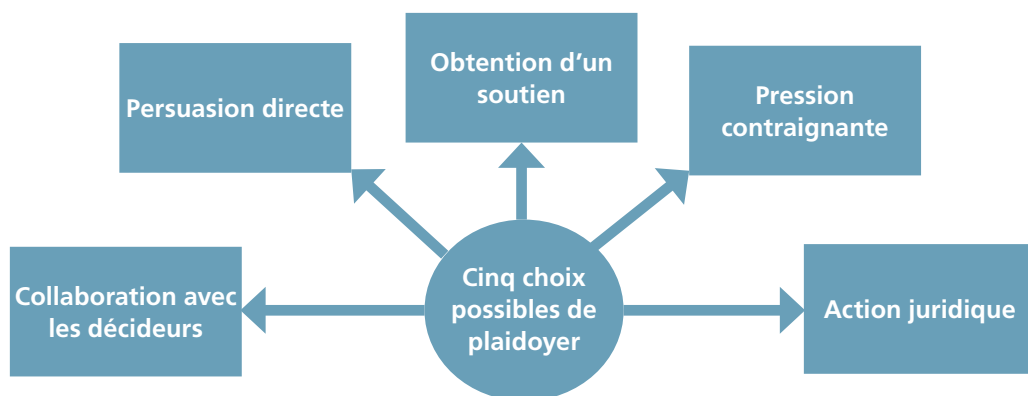 Obtention d’un
soutien
Persuasion directe
Pression
contraignante
Cinq choix
possibles de
plaidoyer
Collaboration avec
les décideurs
Action juridique